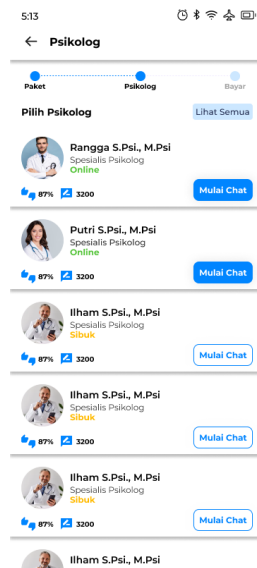 5:13
Psikolog
Paket
Psikolog
Bayar
Pilih Psikolog
Lihat Semua
Rangga S.Psi., M.Psi
Spesialis Psikolog
Online
87% 3200
Mulai Chat
Putri S.Psi., M.Psi
Spesialis Psikolog
Online
87% 3200
Mulai Chat
Ilham S.Psi, M.Psi
Spesialis Psikolog
Sibuk
87% 3200
Mulai Chat
Ilham S.Psi, M.Psi
Spesialis Psikolog
Sibuk
87% 3200
Mulai Chat
Ilham S.Psi, M.Psi
Spesialis Psikolog
Sibuk
87% 3200
Mulai Chat
Ilham S.Psi, M.Psi